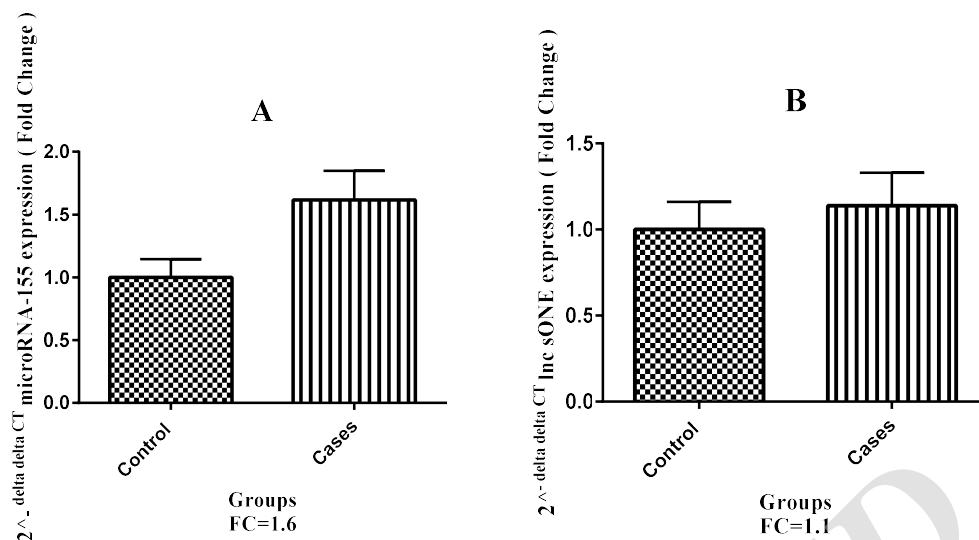 A
2^- delta delta CT microRNA-155 expression ( Fold Change )
2.0
1.5
1.0
0.5
0.0
Control
Cases
Groups
FC=1.6
B
2^- delta delta CT lnc sONE expression ( Fold Change )
1.5
1.0
0.5
0.0
Control
Cases
Groups
FC=1.1